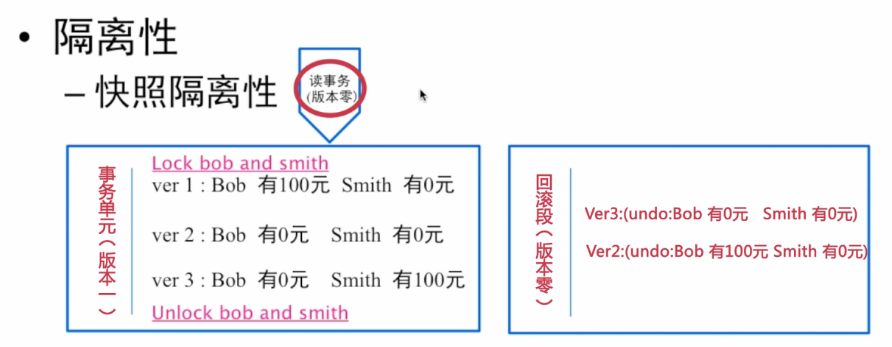 • 隔离性
– 快照隔离性
读事务
(版本零)
事务单元(版本一)
Lock bob and smith
ver 1 : Bob 有100元 Smith 有0元
ver 2 : Bob 有0元 Smith 有0元
ver 3 : Bob 有0元 Smith 有100元
Unlock bob and smith
回滚段(版本零)
Ver3:(undo:Bob 有0元 Smith 有0元)
Ver2:(undo:Bob 有100元 Smith 有0元)